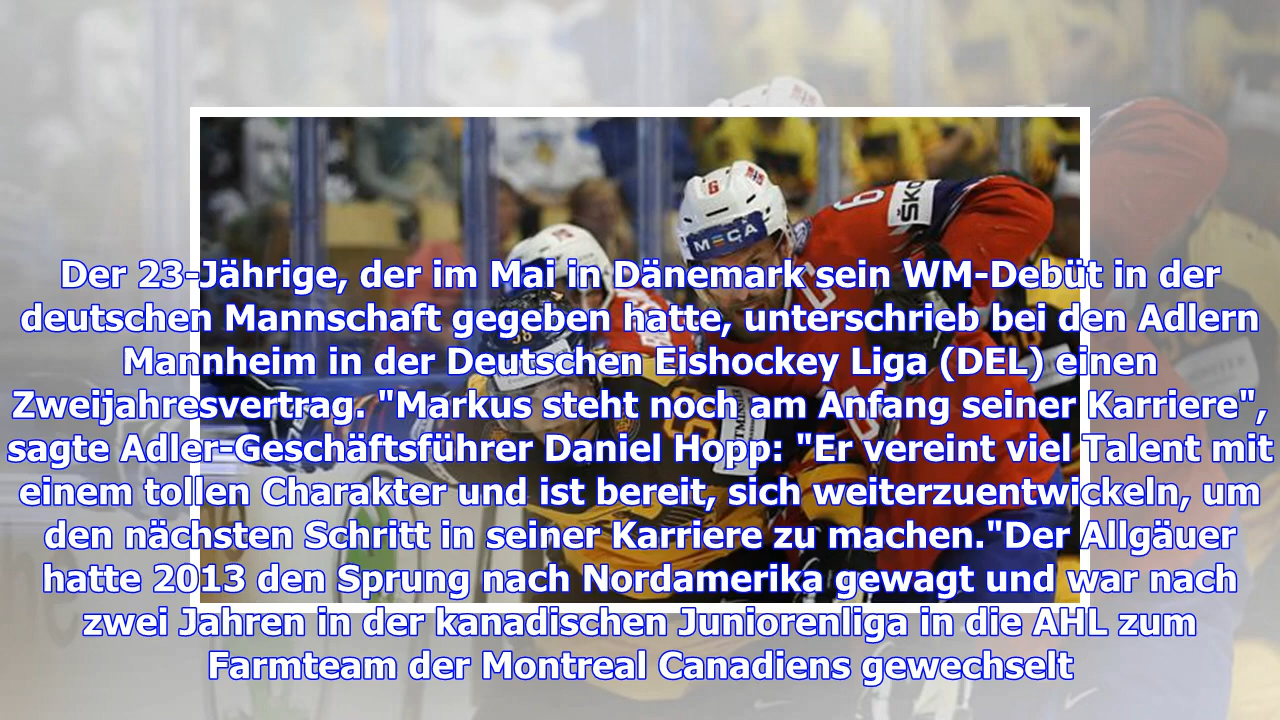 6
MECA
6
ŠKO
C
Der 23-Jährige, der im Mai in Dänemark sein WM-Debüt in der
deutschen Mannschaft gegeben hatte, unterschrieb bei den Adlern
Mannheim in der Deutschen Eishockey Liga (DEL) einen
Zweijahresvertrag. "Markus steht noch am Anfang seiner Karriere",
sagte Adler-Geschäftsführer Daniel Hopp: "Er vereint viel Talent mit
einem tollen Charakter und ist bereit, sich weiterzuentwickeln, um
den nächsten Schritt in seiner Karriere zu machen."Der Allgäuer
hatte 2013 den Sprung nach Nordamerika gewagt und war nach
zwei Jahren in der kanadischen Juniorenliga in die AHL zum
Farmteam der Montreal Canadiens gewechselt